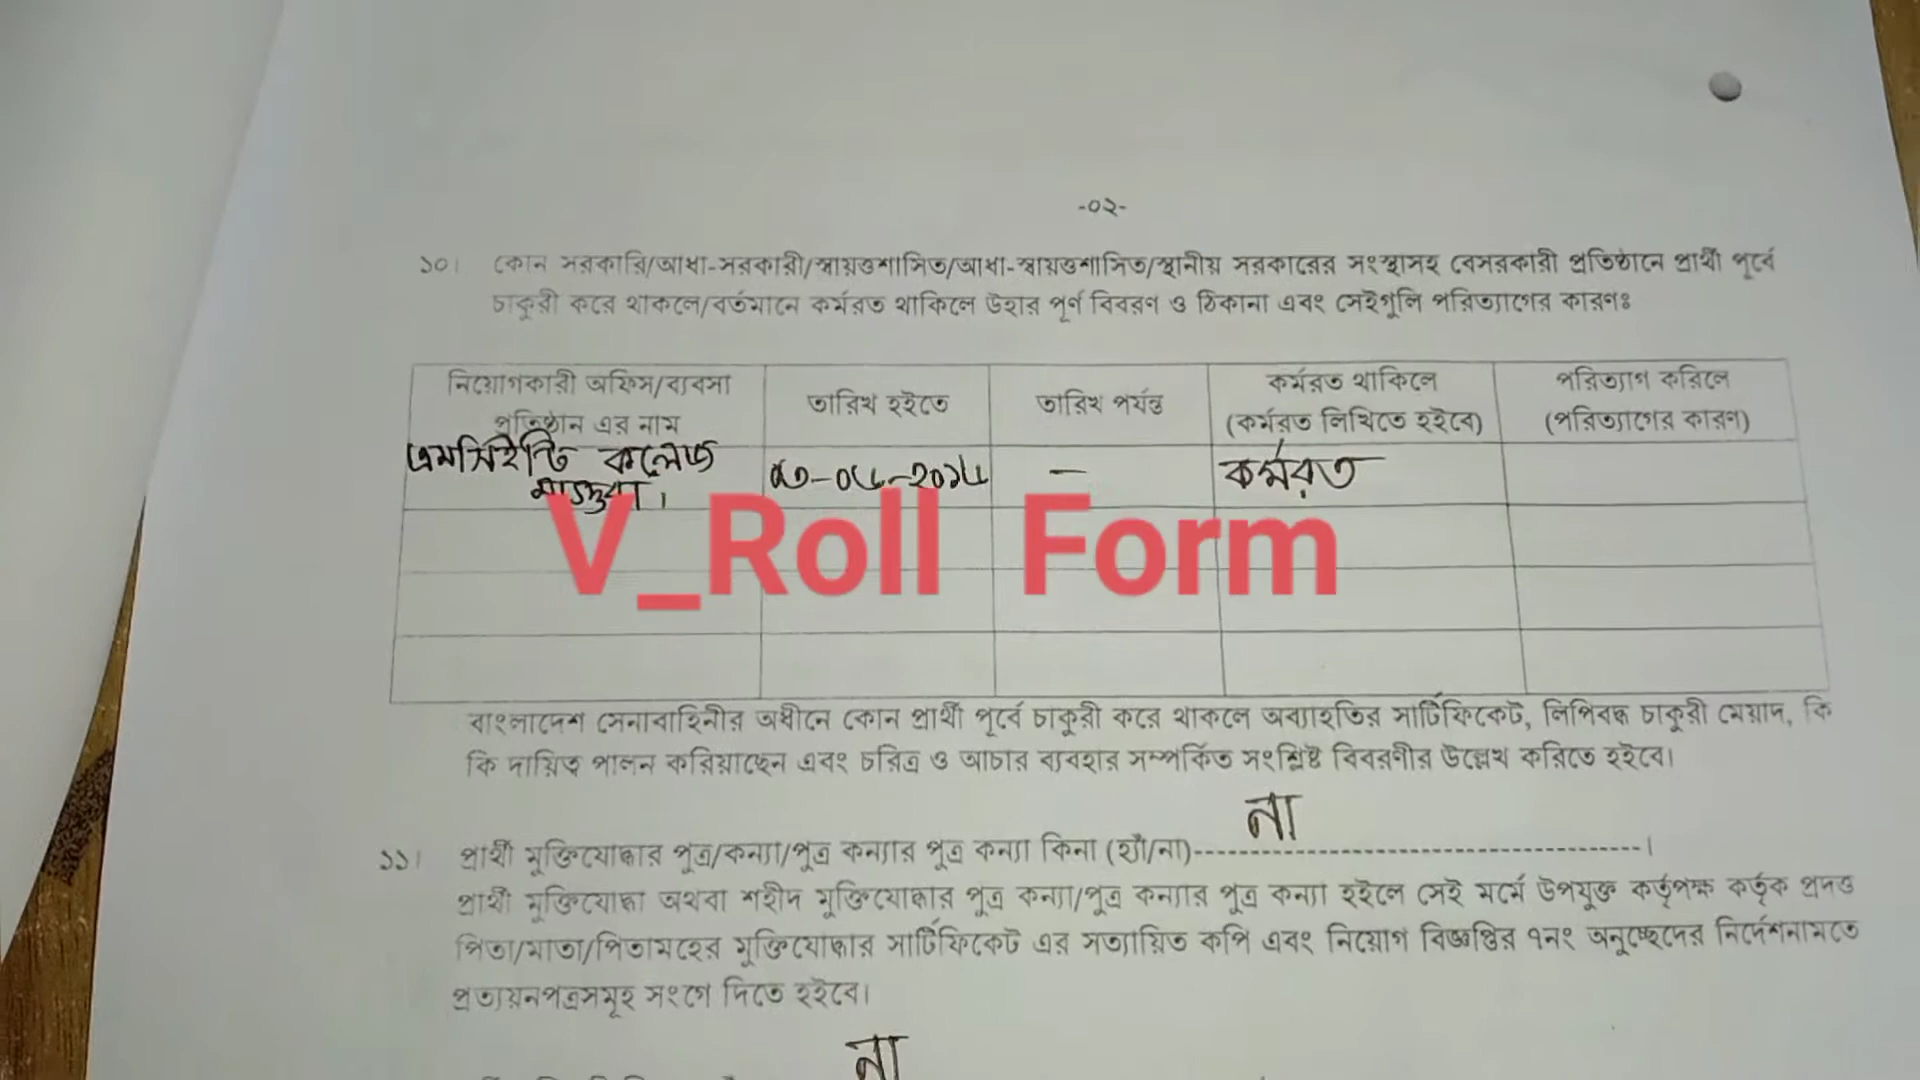 -০২-
১০। কোন সরকারি/আধা-সরকারী/স্বায়ত্তশাসিত/আধা-স্বায়ত্তশাসিত/স্থানীয় সরকারের সংস্থাসহ বেসরকারী প্রতিষ্ঠানে প্রার্থী পূর্বে
চাকুরী করে থাকলে/বর্তমানে কর্মরত থাকিলে উহার পূর্ণ বিবরণ ও ঠিকানা এবং সেইগুলি পরিত্যাগের কারণঃ
নিয়োগকারী অফিস/ব্যবসা
প্রতিষ্ঠান এর নাম
তারিখ হইতে
তারিখ পর্যন্ত
কর্মরত থাকিলে
(কর্মরত লিখিতে হইবে)
পরিত্যাগ করিলে
(পরিত্যাগের কারণ)
কলেজ
–
কর্মরত
V_Roll Form
বাংলাদেশ সেনাবাহিনীর অধীনে কোন প্রার্থী পূর্বে চাকুরী করে থাকলে অব্যাহতির সার্টিফিকেট, লিপিবদ্ধ চাকুরী মেয়াদ, কি
কি দায়িত্ব পালন করিয়াছেন এবং চরিত্র ও আচার ব্যবহার সম্পর্কিত সংশ্লিষ্ট বিবরণীর উল্লেখ করিতে হইবে।
১১। প্রার্থী মুক্তিযোদ্ধার পুত্র/কন্যা/পুত্র কন্যার পুত্র কন্যা কিনা (হ্যাঁ/না)-- না --।
প্রার্থী মুক্তিযোদ্ধা অথবা শহীদ মুক্তিযোদ্ধার পুত্র কন্যা/পুত্র কন্যার পুত্র কন্যা হইলে সেই মর্মে উপযুক্ত কর্তৃপক্ষ কর্তৃক প্রদত্ত
পিতা/মাতা/পিতামহের মুক্তিযোদ্ধার সার্টিফিকেট এর সত্যায়িত কপি এবং নিয়োগ বিজ্ঞপ্তির ৭নং অনুচ্ছেদের নির্দেশনামতে
প্রত্যয়নপত্রসমূহ সংগে দিতে হইবে।
না